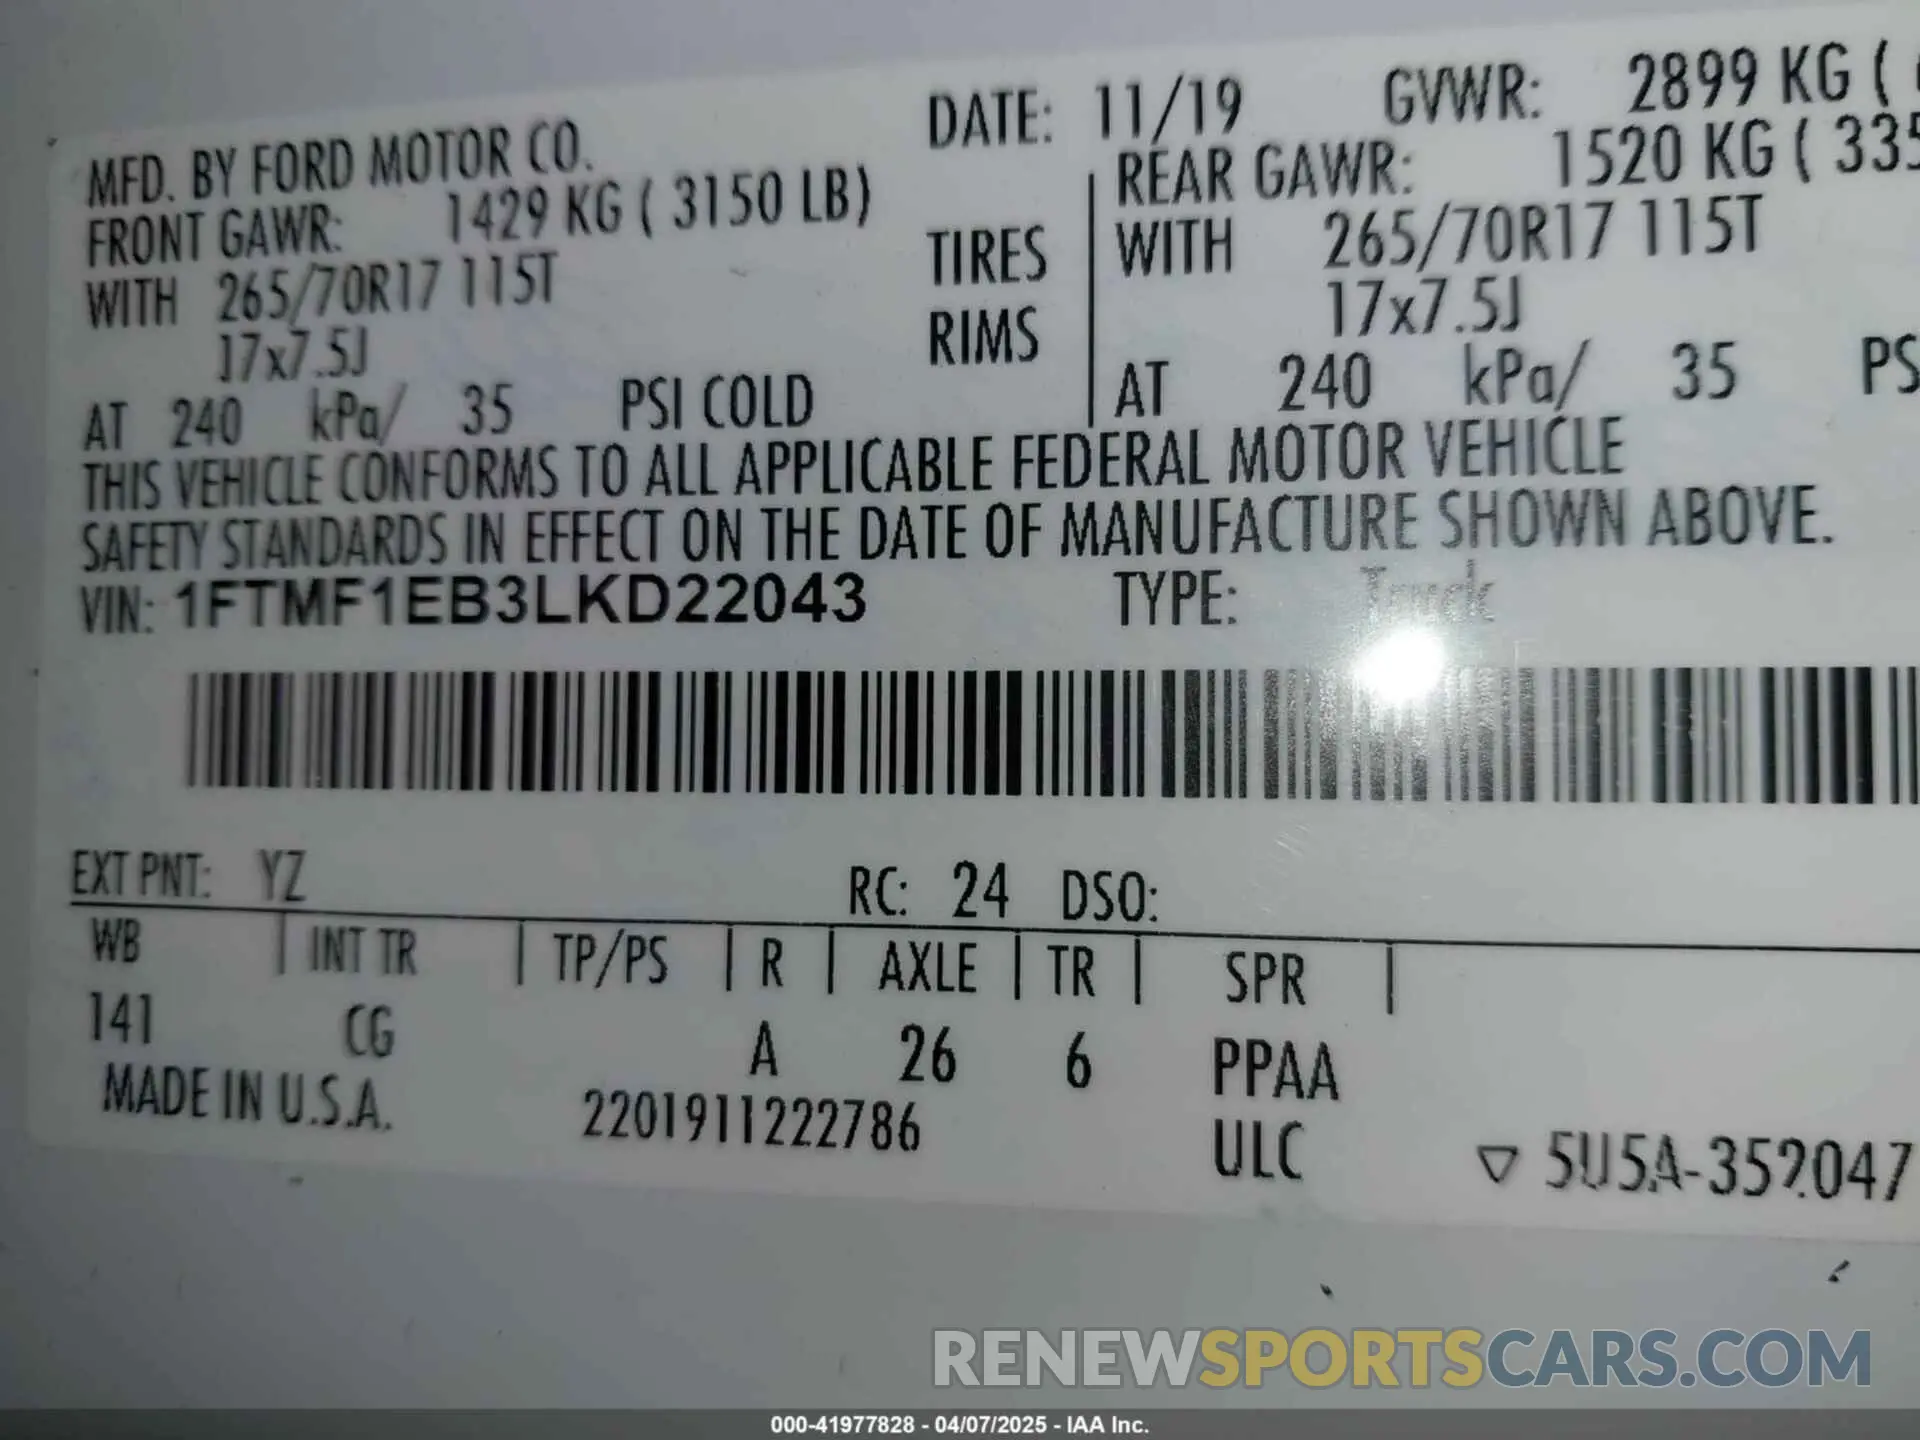 MFD. BY FORD MOTOR CO. DATE: 11/19 GVWR: 2899 KG (
FRONT GAWR: 1429 KG ( 3150 LB) REAR GAWR: 1520 KG ( 335
WITH 265/70R17 115T TIRES WITH 265/70R17 115T
17x7.5J RIMS 17x7.5J
AT 240 kPa/ 35 PSI COLD AT 240 kPa/ 35 PS
THIS VEHICLE CONFORMS TO ALL APPLICABLE FEDERAL MOTOR VEHICLE
SAFETY STANDARDS IN EFFECT ON THE DATE OF MANUFACTURE SHOWN ABOVE.
VIN: 1FTMF1EB3LKD22043 TYPE: Truck
EXT PNT: YZ RC: 24 DSO:
WB | INT TR | TP/PS | R | AXLE | TR | SPR |
141 CG A 26 6 PPAA
MADE IN U.S.A. 2201911222786 ULC ▽ 5U5A-352047
RENEWSPORTSCARS.COM
000-41977828 - 04/07/2025 - IAA Inc.